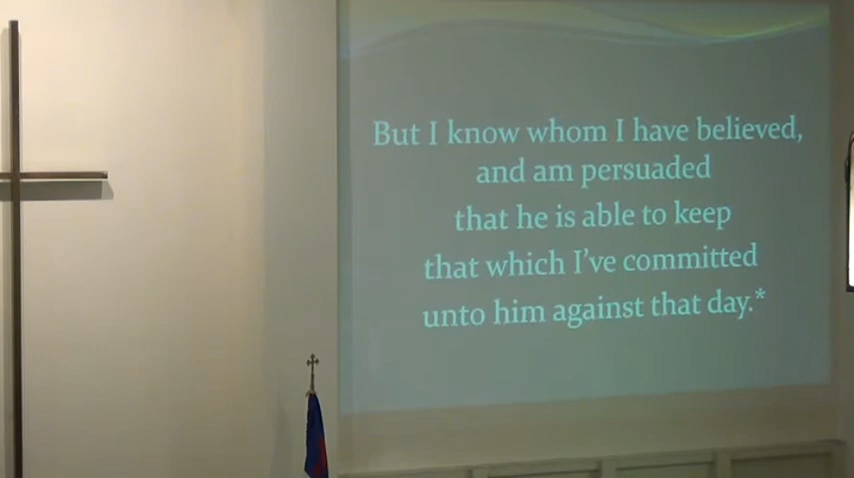 But I know whom I have believed,
and am persuaded
that he is able to keep
that which I've committed
unto him against that day.*